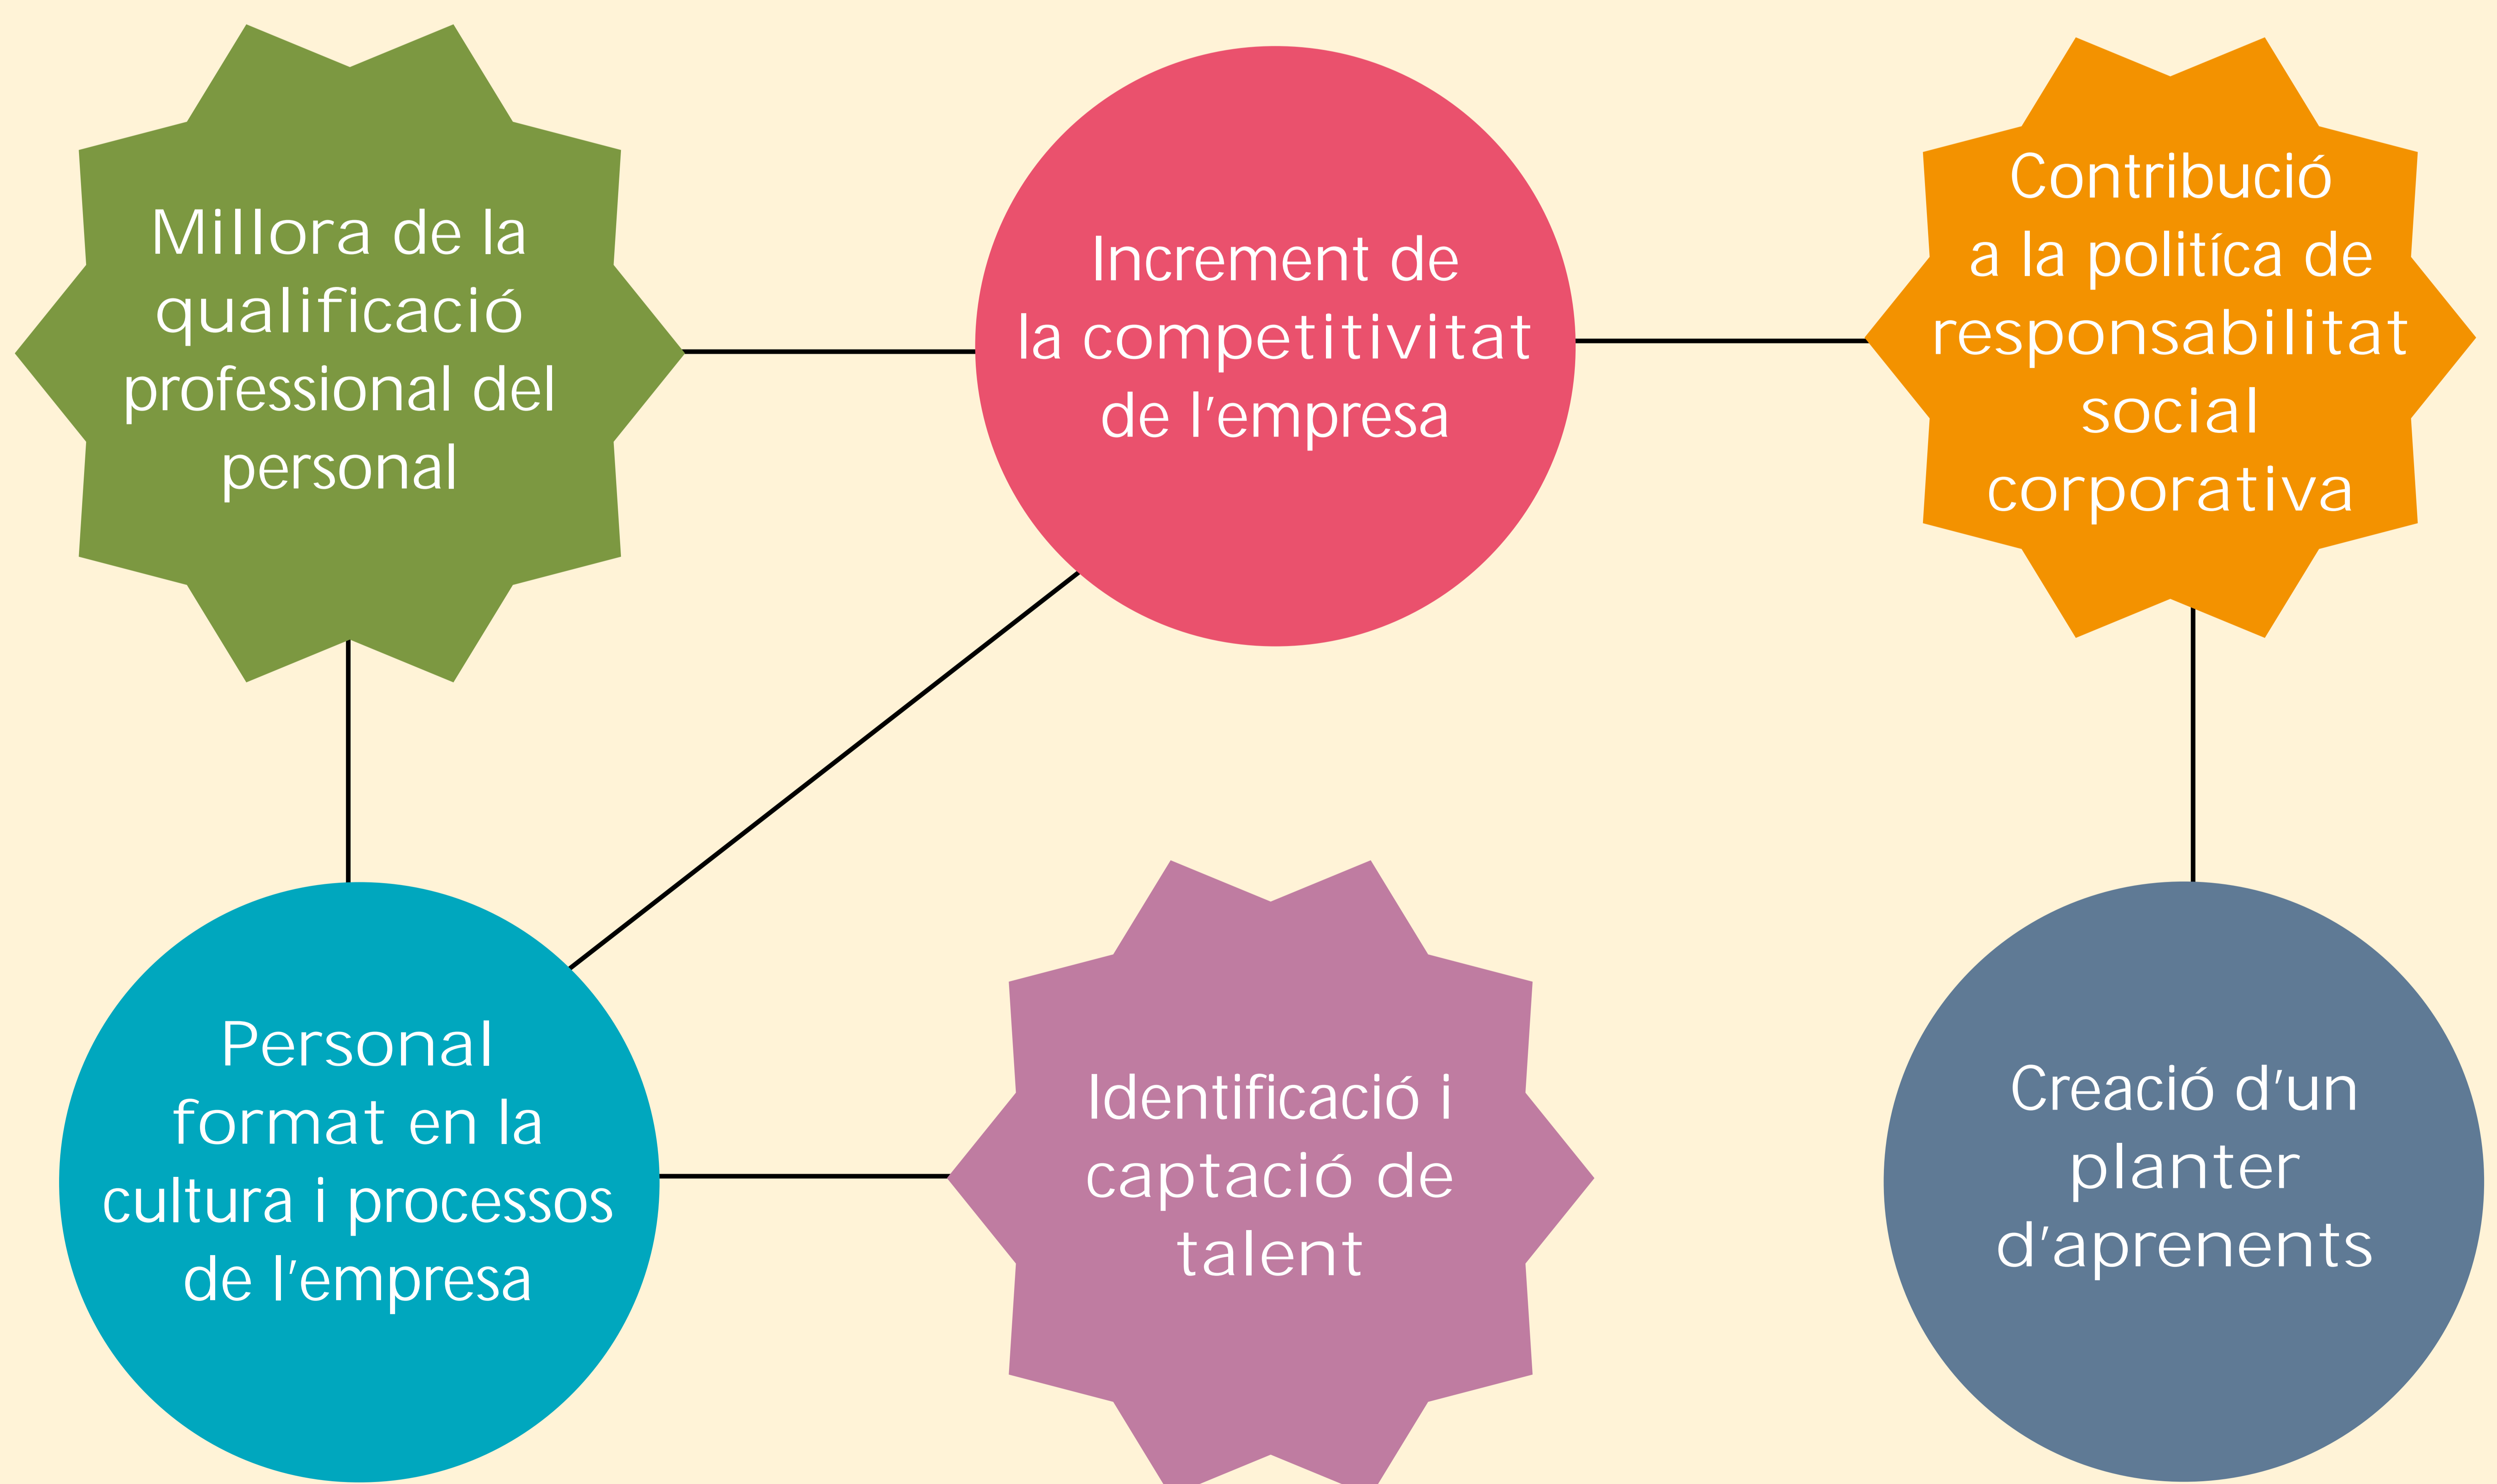 Millora de la
qualificació
professional del
personal
Increment de
la competitivitat
de l'empresa
Contribució
a la política de
responsabilitat
social
corporativa
Personal
format en la
cultura i processos
de l'empresa
Identificació i
captació de
talent
Creació d'un
planter
d'aprenents